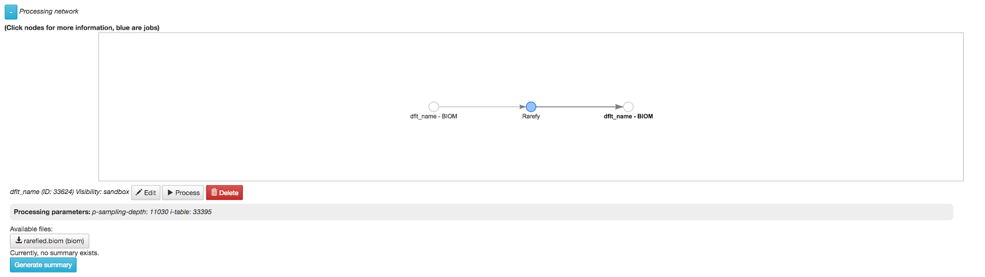 - Processing network
(Click nodes for more information, blue are jobs)
dflt_name - BIOM Rarefy dflt_name - BIOM
dflt_name (ID: 33624) Visibility: sandbox Edit Process Delete
Processing parameters: p-sampling-depth: 11030 i-table: 33395
Available files:
rarefied.biom (biom)
Currently, no summary exists.
Generate summary